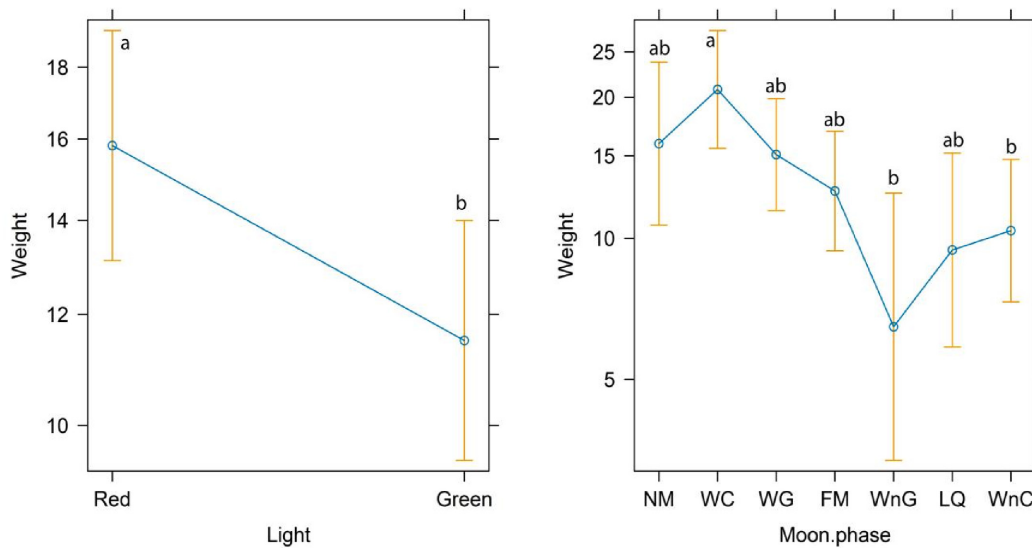 a
b
Weight
18
16
14
12
10
Red Green
Light
ab
a
ab
ab
b
ab
b
Weight
25
20
15
10
5
NM WC WG FM WnG LQ WnC
Moon.phase